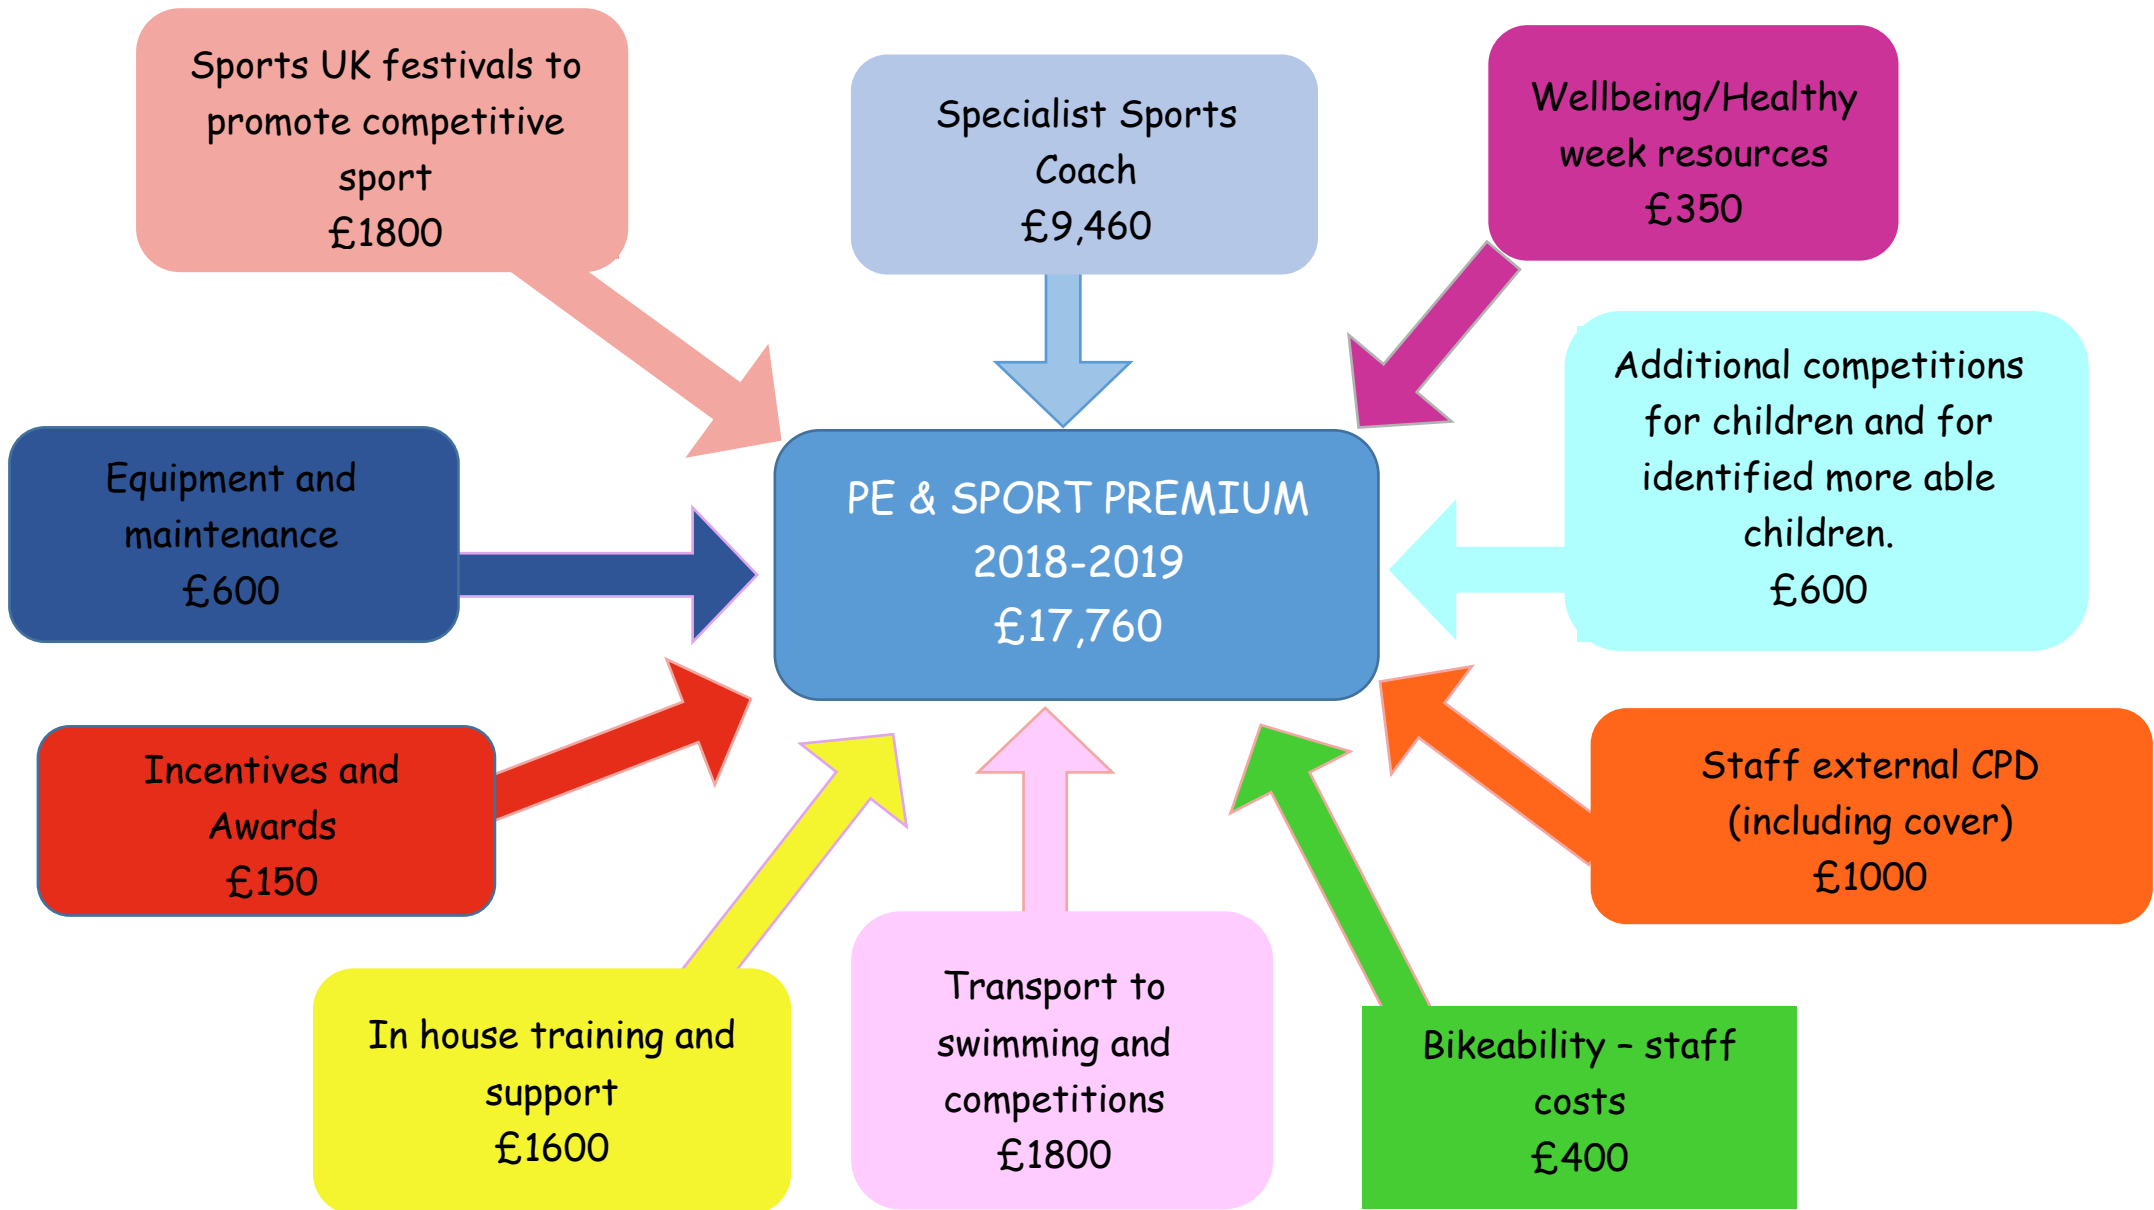 Sports UK festivals to
promote competitive
sport
£1800
Specialist Sports
Coach
£9,460
Wellbeing/Healthy
week resources
£350
Additional competitions
for children and for
identified more able
children.
£600
Equipment and
maintenance
£600
PE & SPORT PREMIUM
2018-2019
£17,760
Incentives and
Awards
£150
Staff external CPD
(including cover)
£1000
In house training and
support
£1600
Transport to
swimming and
competitions
£1800
Bikeability – staff
costs
£400